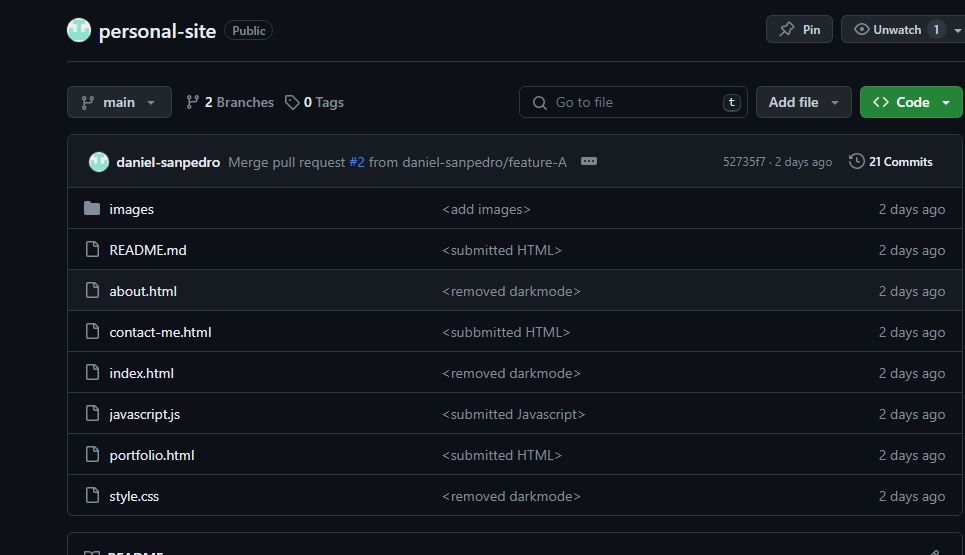 personal-site Public Pin Unwatch 1
main 2 Branches 0 Tags Go to file t Add file Code
daniel-sanpedro Merge pull request #2 from daniel-sanpedro/feature-A 52735f7 · 2 days ago 21 Commits
images <add images> 2 days ago
README.md <submitted HTML> 2 days ago
about.html <removed darkmode> 2 days ago
contact-me.html <subbmitted HTML> 2 days ago
index.html <removed darkmode> 2 days ago
javascript.js <submitted Javascript> 2 days ago
portfolio.html <submitted HTML> 2 days ago
style.css <removed darkmode> 2 days ago
README